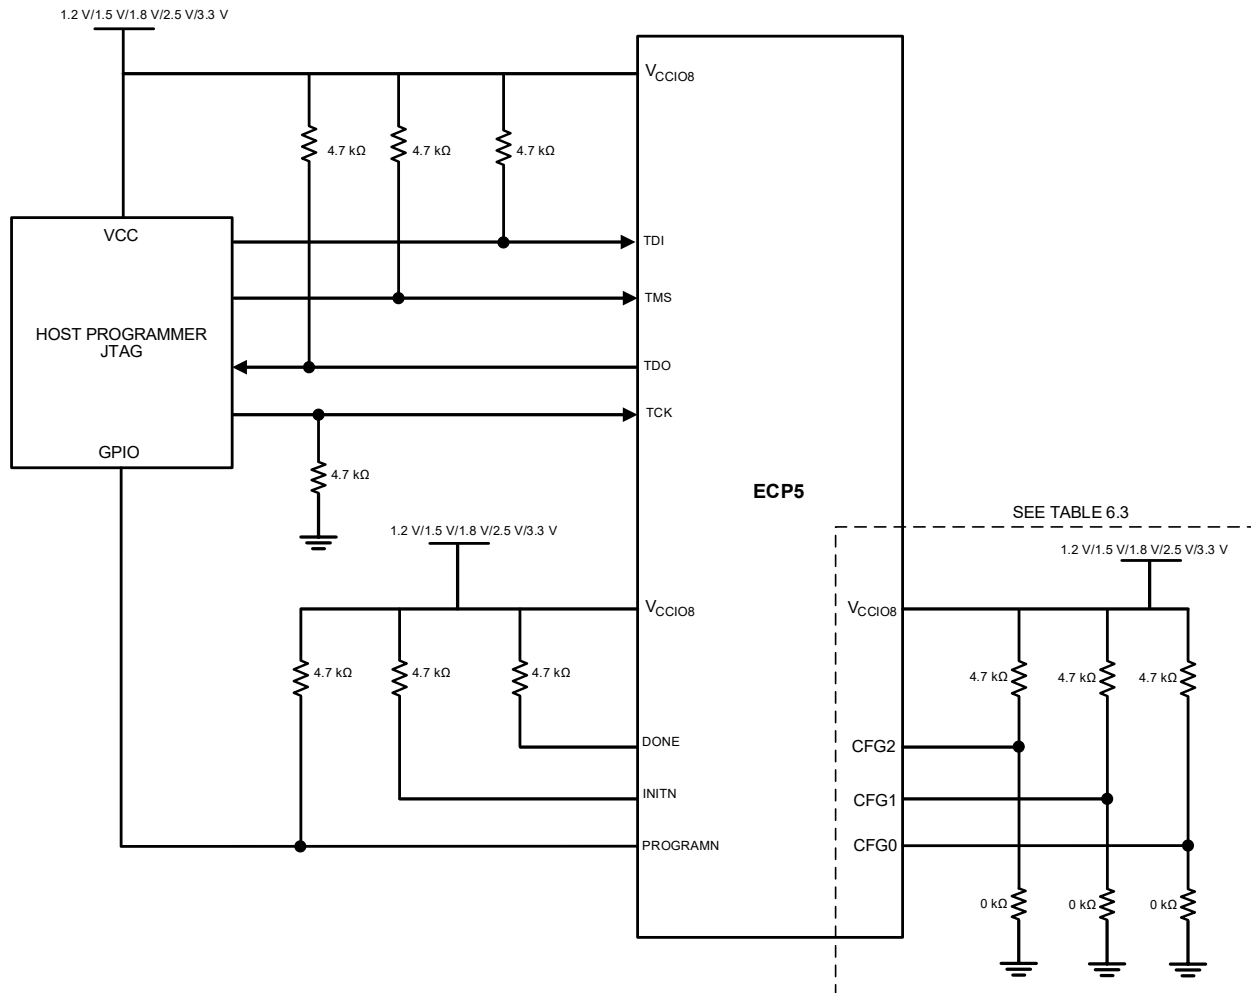 1.2 V/1.5 V/1.8 V/2.5 V/3.3 V
VCCIO8
4.7 kΩ
4.7 kΩ
4.7 kΩ
VCC
TDI
TMS
HOST PROGRAMMER
JTAG
TDO
TCK
GPIO
4.7 kΩ
ECP5
SEE TABLE 6.3
1.2 V/1.5 V/1.8 V/2.5 V/3.3 V
1.2 V/1.5 V/1.8 V/2.5 V/3.3 V
VCCIO8
VCCIO8
4.7 kΩ
4.7 kΩ
4.7 kΩ
4.7 kΩ
4.7 kΩ
4.7 kΩ
DONE
CFG2
INITN
CFG1
PROGRAMN
CFG0
0 kΩ
0 kΩ
0 kΩ